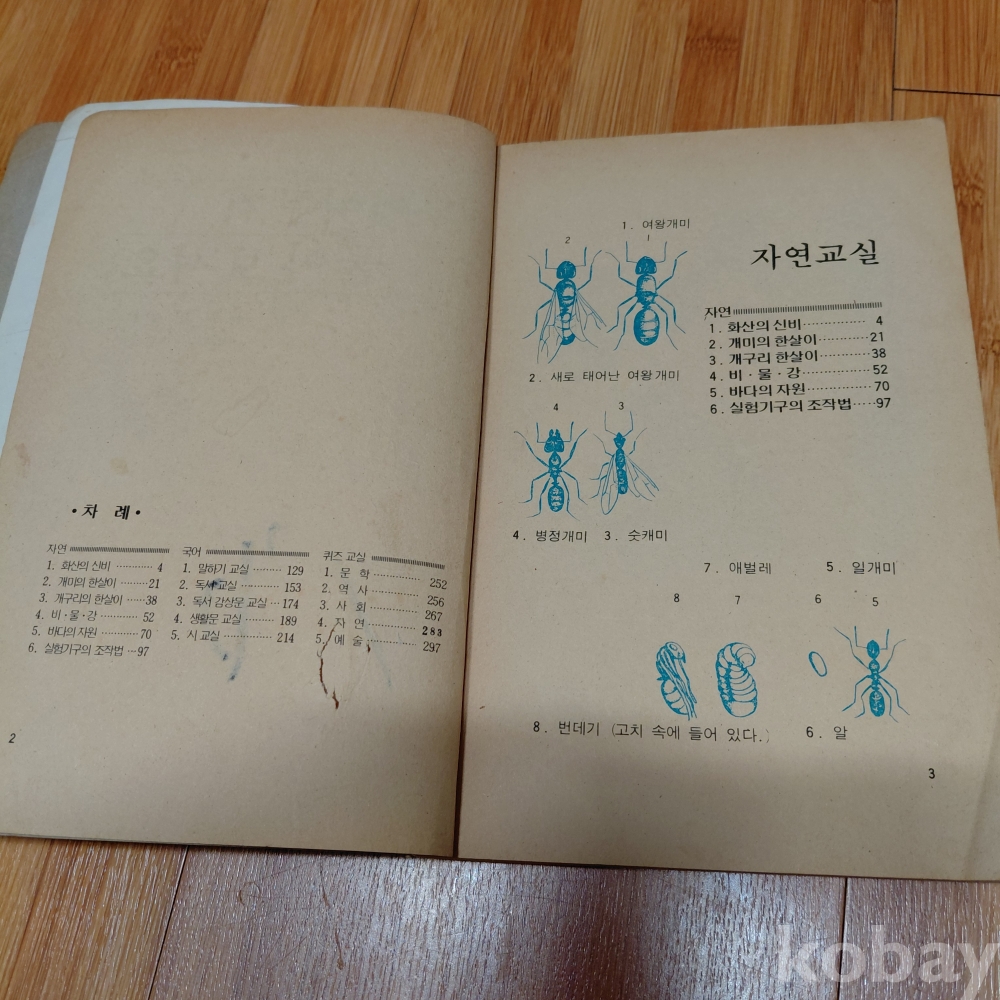 • 차 례 •
자연
1. 화산의 신비 ······ 4
2. 개미의 한살이 ······ 21
3. 개구리의 한살이 ····· 38
4. 비·물·강 ········ 52
5. 바다의 자원 ········ 70
6. 실험기구의 조작법 ··· 97
국어
1. 말하기 교실 ······· 129
2. 독서 교실 ········ 153
3. 독서 감상문 교실 ··· 174
4. 생활문 교실 ······ 189
5. 시 교실 ·········· 214
퀴즈 교실
1. 문 학 ·········· 252
2. 역 사 ·········· 256
3. 사 회 ·········· 267
4. 자 연 ·········· 283
5. 예 술 ·········· 297
2
1. 여왕개미
2 1
2. 새로 태어난 여왕개미
4 3
4. 병정개미 3. 숫캐미
자연교실
자연
1. 화산의 신비 ············· 4
2. 개미의 한살이 ··········· 21
3. 개구리 한살이 ··········· 38
4. 비·물·강 ············· 52
5. 바다의 자원 ············ 70
6. 실험기구의 조작법 ····· 97
7. 애벌레 5. 일개미
8 7 6 5
8. 번데기 (고치 속에 들어 있다.) 6. 알
3
kobay